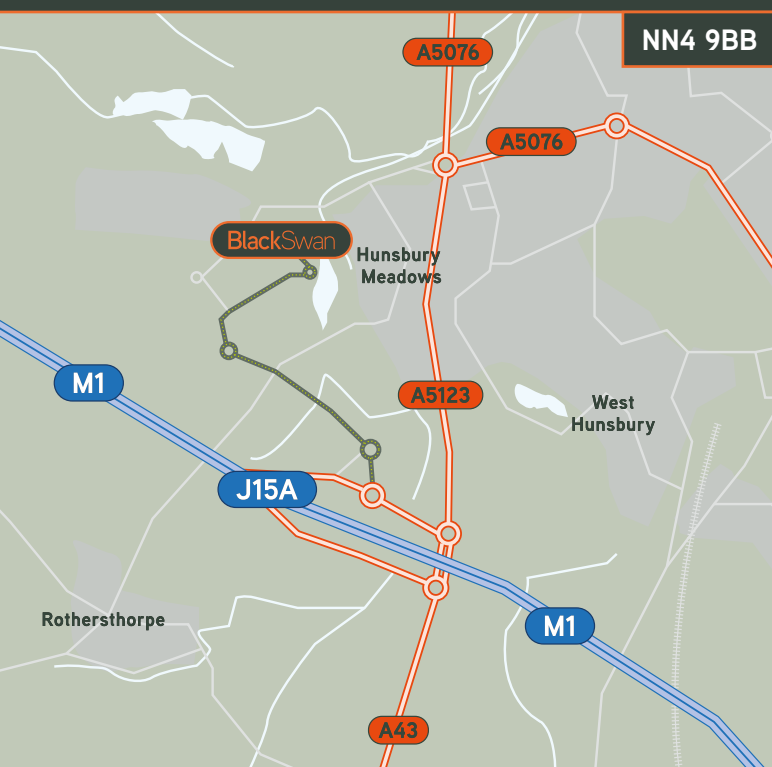 A5076
NN4 9BB
A5076
BlackSwan
Hunsbury
Meadows
M1
A5123
West
Hunsbury
J15A
Rothersthorpe
M1
A43